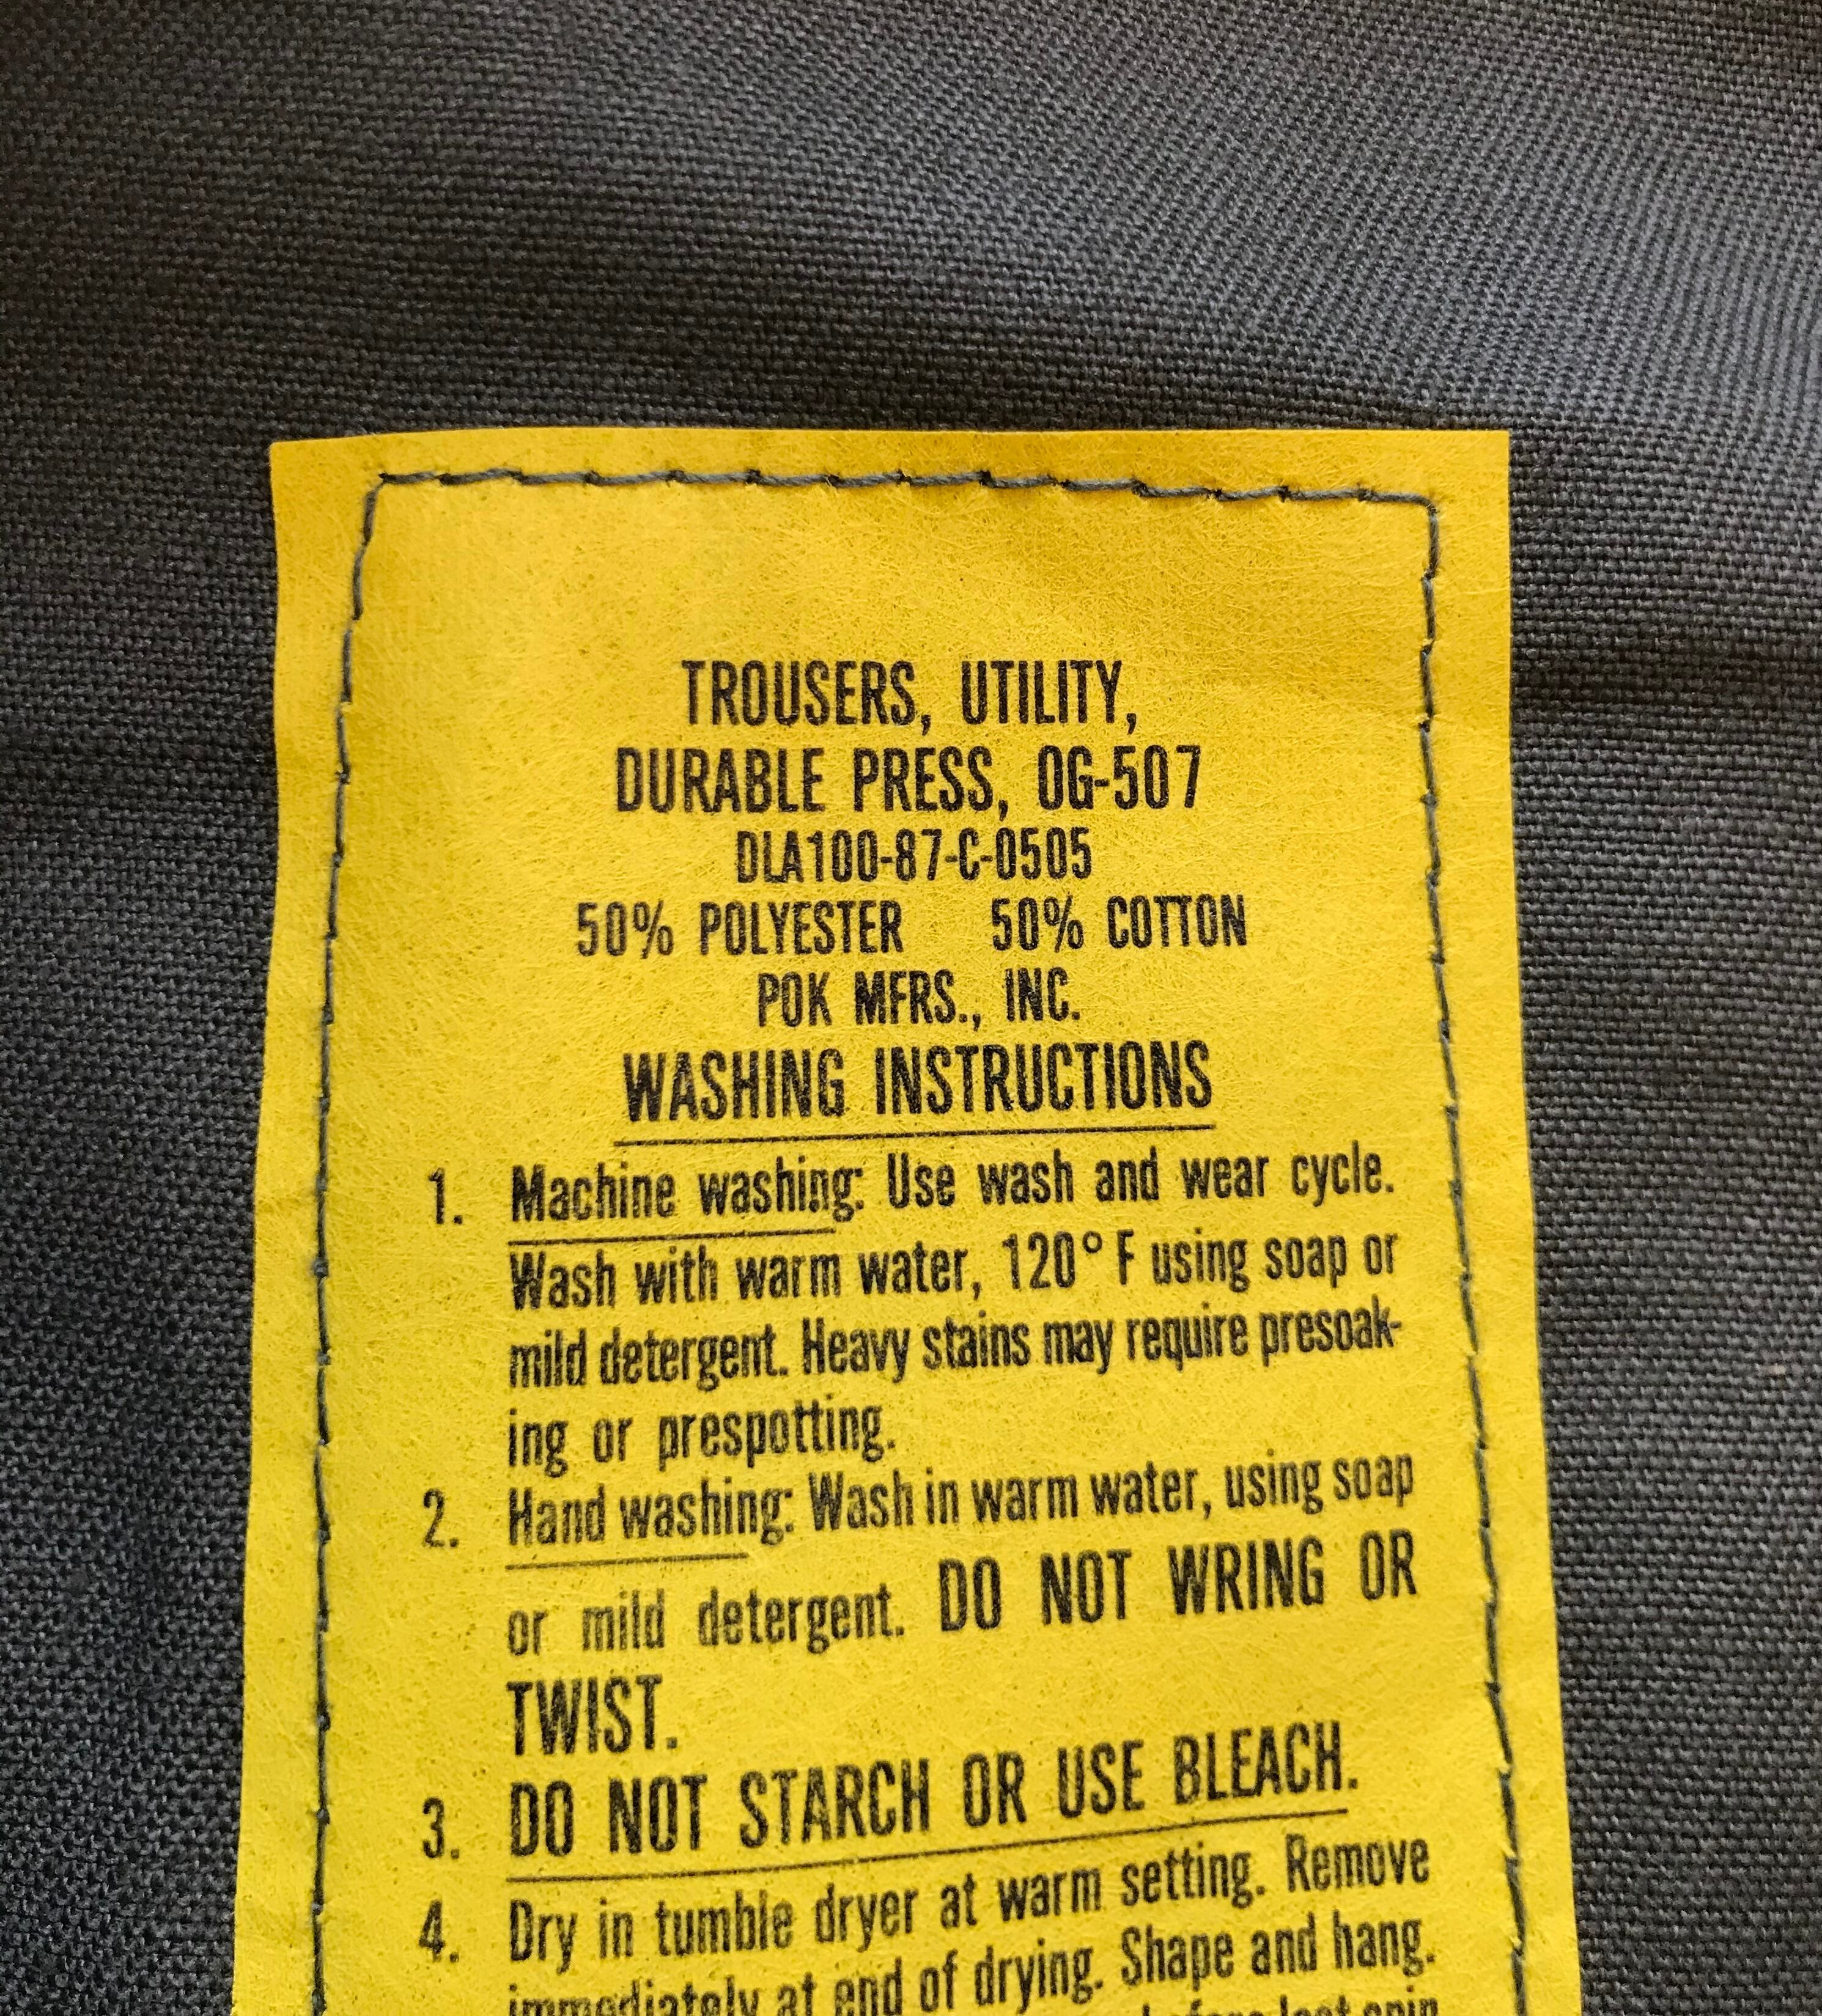 TROUSERS, UTILITY,
DURABLE PRESS, OG-507
DLA100-87-C-0505
50% POLYESTER 50% COTTON
POK MFRS., INC.
WASHING INSTRUCTIONS
1. Machine washing: Use wash and wear cycle.
Wash with warm water, 120° F using soap or
mild detergent. Heavy stains may require presoak-
ing or prespotting.
2. Hand washing: Wash in warm water, using soap
or mild detergent. DO NOT WRING OR
TWIST.
3. DO NOT STARCH OR USE BLEACH.
4. Dry in tumble dryer at warm setting. Remove
immediately at end of drying. Shape and hang.
before last spin